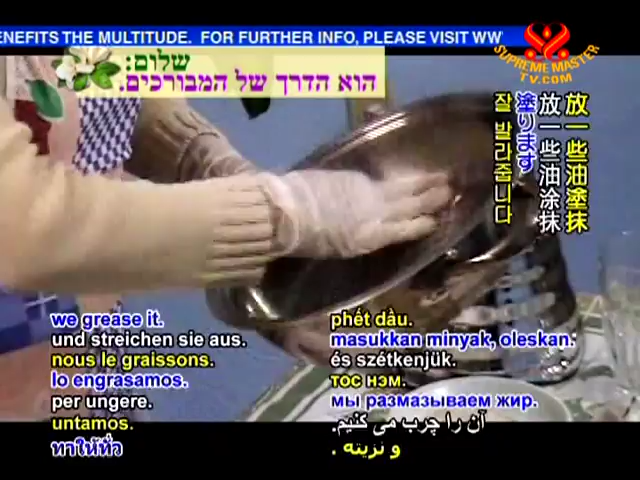 ENEFITS THE MULTITUDE. FOR FURTHER INFO, PLEASE VISIT WW
SUPREME MASTER
TV.COM
שלום:
הוא הדרך של המבורכים.
放一些油塗抹
放一些油涂抹
塗ります
잘 발라줍니다
we grease it.
und streichen sie aus.
nous le graissons.
lo engrasamos.
per ungere.
untamos.
ทาให้ทั่ว
phết dầu.
masukkan minyak, oleskan.
és szétkenjük.
тос нэм.
мы размазываем жир.
آن را چرب می کنیم.
و نزيته .